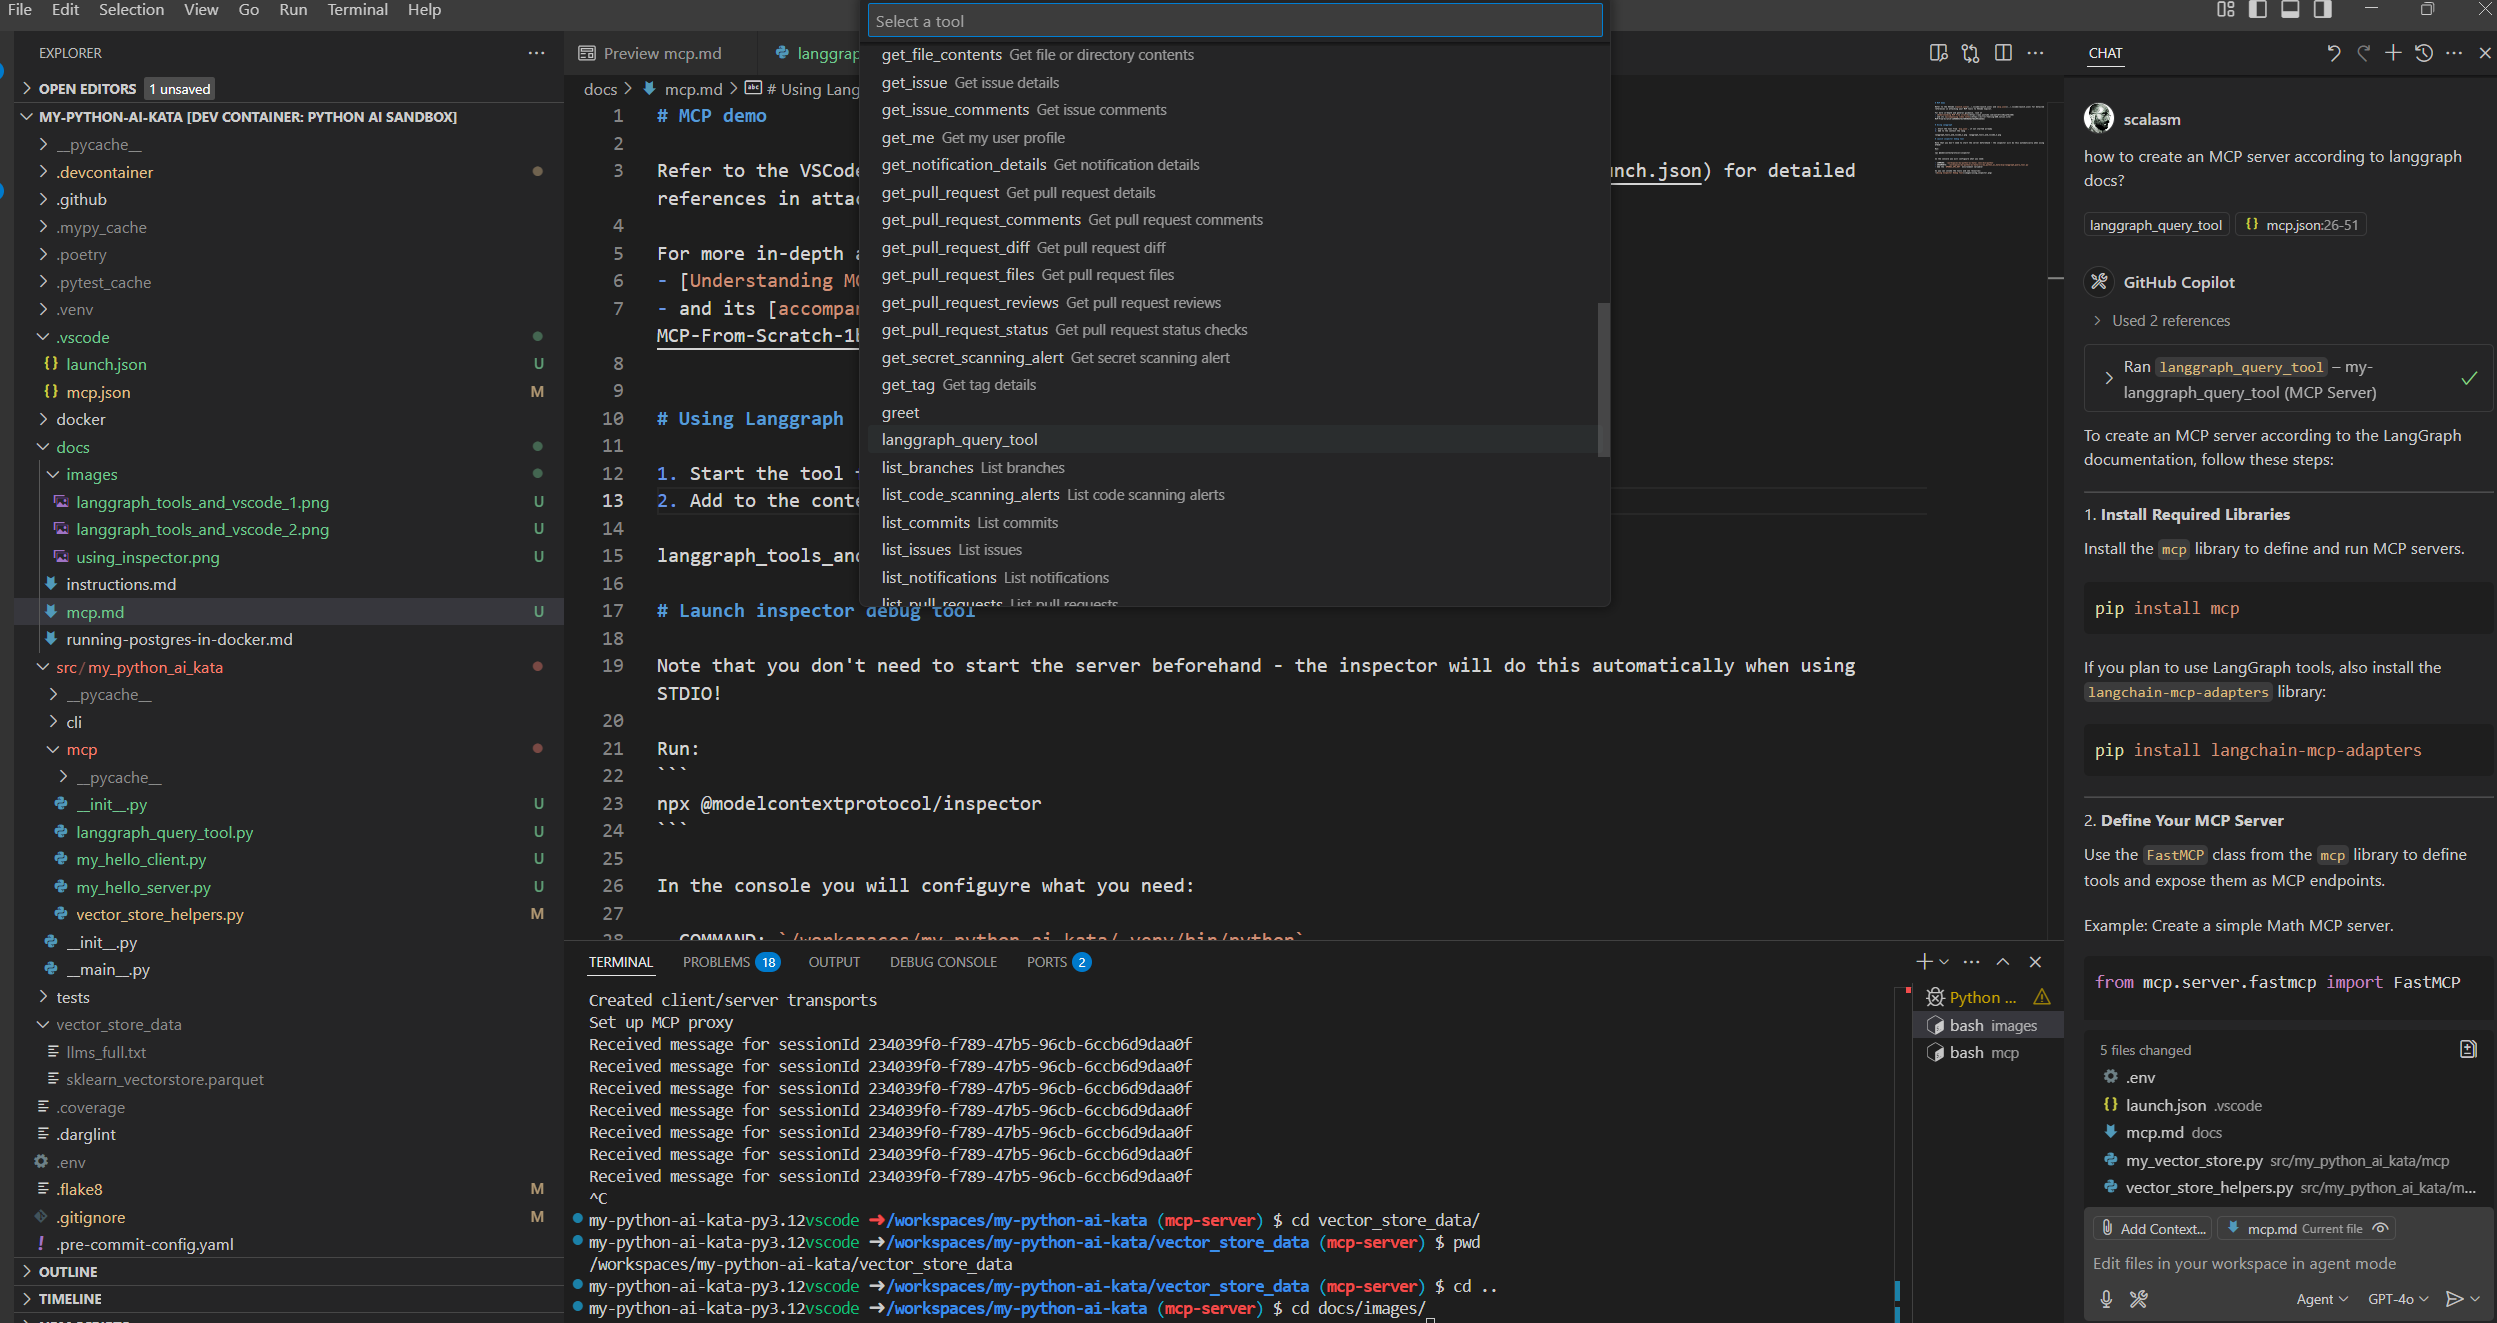 File Edit Selection View Go Run Terminal Help
Select a tool
get_file_contents Get file or directory contents
get_issue Get issue details
get_issue_comments Get issue comments
get_me Get my user profile
get_notification_details Get notification details
get_pull_request Get pull request details
get_pull_request_comments Get pull request comments
get_pull_request_diff Get pull request diff
get_pull_request_files Get pull request files
get_pull_request_reviews Get pull request reviews
get_pull_request_status Get pull request status checks
get_secret_scanning_alert Get secret scanning alert
get_tag Get tag details
greet
langgraph_query_tool
list_branches List branches
list_code_scanning_alerts List code scanning alerts
list_commits List commits
list_issues List issues
list_notifications List notifications
list_pull_requests List pull requests
EXPLORER
OPEN EDITORS 1 unsaved
MY-PYTHON-AI-KATA [DEV CONTAINER: PYTHON AI SANDBOX]
__pycache__
.devcontainer
.github
.mypy_cache
.poetry
.pytest_cache
.venv
.vscode
{} launch.json U
{} mcp.json M
docker
docs
images
langgraph_tools_and_vscode_1.png U
langgraph_tools_and_vscode_2.png U
using_inspector.png U
instructions.md
mcp.md U
running-postgres-in-docker.md
src/my_python_ai_kata
__pycache__
cli
mcp
__pycache__
__init__.py U
langgraph_query_tool.py U
my_hello_client.py U
my_hello_server.py U
vector_store_helpers.py M
__init__.py
__main__.py
tests
vector_store_data
llms_full.txt
sklearn_vectorstore.parquet
.coverage
.darglint
.env
.flake8 M
.gitignore M
! .pre-commit-config.yaml
OUTLINE
TIMELINE
Preview mcp.md langgrap
docs > mcp.md > abc # Using Lang
1 # MCP demo
2
3 Refer to the VSCode nch.json) for detailed
references in attac
4
5 For more in-depth a
6 - [Understanding MC
7 - and its [accompar
MCP-From-Scratch-1b
8
9
10 # Using Langgraph
11
12 1. Start the tool
13 2. Add to the conte
14
15 langgraph_tools_and
16
17 # Launch inspector debug tool
18
19 Note that you don't need to start the server beforehand - the inspector will do this automatically when using
STDIO!
20
21 Run:
22 ```
23 npx @modelcontextprotocol/inspector
24 ```
25
26 In the console you will configuyre what you need:
27
28 COMMAND: `/workspaces/my-python-ai-kata/.venv/bin/python`
TERMINAL PROBLEMS 18 OUTPUT DEBUG CONSOLE PORTS 2
Created client/server transports
Set up MCP proxy
Received message for sessionId 234039f0-f789-47b5-96cb-6ccb6d9daa0f
Received message for sessionId 234039f0-f789-47b5-96cb-6ccb6d9daa0f
Received message for sessionId 234039f0-f789-47b5-96cb-6ccb6d9daa0f
Received message for sessionId 234039f0-f789-47b5-96cb-6ccb6d9daa0f
Received message for sessionId 234039f0-f789-47b5-96cb-6ccb6d9daa0f
Received message for sessionId 234039f0-f789-47b5-96cb-6ccb6d9daa0f
Received message for sessionId 234039f0-f789-47b5-96cb-6ccb6d9daa0f
^C
my-python-ai-kata-py3.12vscode ➜/workspaces/my-python-ai-kata (mcp-server) $ cd vector_store_data/
my-python-ai-kata-py3.12vscode ➜/workspaces/my-python-ai-kata/vector_store_data (mcp-server) $ pwd
/workspaces/my-python-ai-kata/vector_store_data
my-python-ai-kata-py3.12vscode ➜/workspaces/my-python-ai-kata/vector_store_data (mcp-server) $ cd ..
my-python-ai-kata-py3.12vscode ➜/workspaces/my-python-ai-kata (mcp-server) $ cd docs/images/
Python ...
bash images
bash mcp
CHAT
scalasm
how to create an MCP server according to langgraph
docs?
langgraph_query_tool {} mcp.json:26-51
GitHub Copilot
Used 2 references
Ran langgraph_query_tool – my-
langgraph_query_tool (MCP Server)
To create an MCP server according to the LangGraph
documentation, follow these steps:
1. Install Required Libraries
Install the mcp library to define and run MCP servers.
pip install mcp
If you plan to use LangGraph tools, also install the
langchain-mcp-adapters library:
pip install langchain-mcp-adapters
2. Define Your MCP Server
Use the FastMCP class from the mcp library to define
tools and expose them as MCP endpoints.
Example: Create a simple Math MCP server.
from mcp.server.fastmcp import FastMCP
5 files changed
.env
{} launch.json .vscode
mcp.md docs
my_vector_store.py src/my_python_ai_kata/mcp
vector_store_helpers.py src/my_python_ai_kata/m...
Add Context... mcp.md Current file
Edit files in your workspace in agent mode
Agent GPT-4o